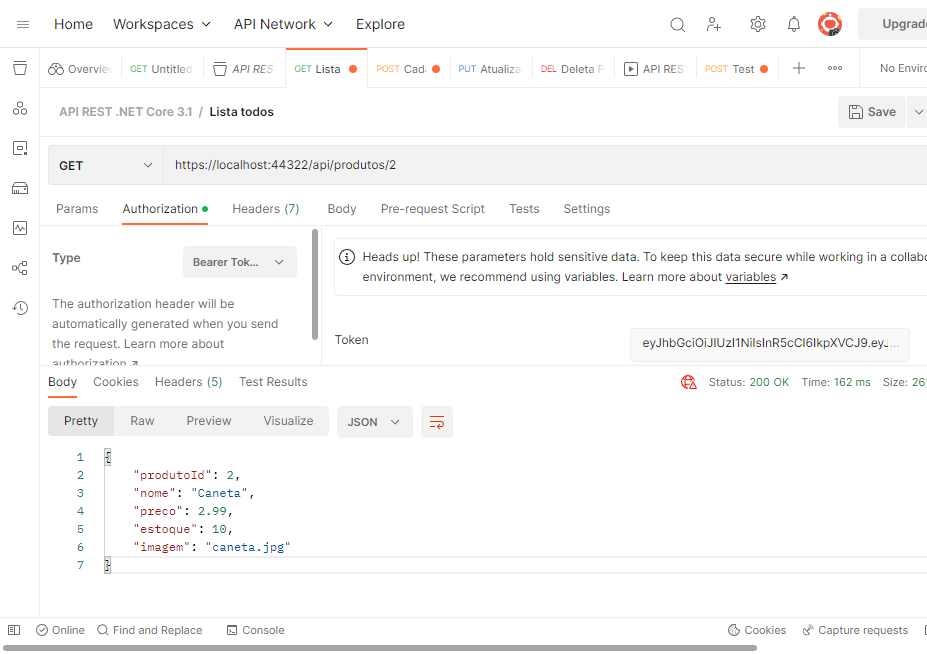 Home Workspaces API Network Explore Upgrad
Overvie GET Untitled API RES GET Lista POST Cad PUT Atualiza DEL Deleta P API RES POST Test No Enviro
API REST .NET Core 3.1 / Lista todos Save
GET https://localhost:44322/api/produtos/2
Params Authorization Headers (7) Body Pre-request Script Tests Settings
Type Bearer Tok...
The authorization header will be
automatically generated when you send
the request. Learn more about
authorization ↗
Heads up! These parameters hold sensitive data. To keep this data secure while working in a collabo
environment, we recommend using variables. Learn more about variables ↗
Token
Body Cookies Headers (5) Test Results Status: 200 OK Time: 162 ms Size: 26
Pretty Raw Preview Visualize JSON
1 {
2 "produtoId": 2,
3 "nome": "Caneta",
4 "preco": 2.99,
5 "estoque": 10,
6 "imagem": "caneta.jpg"
7 }
Online Find and Replace Console Cookies Capture requests